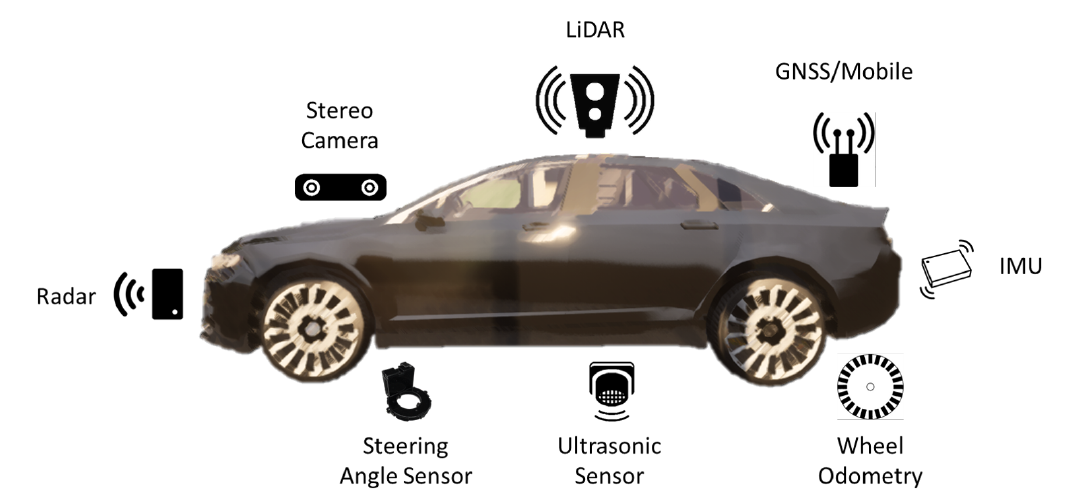 LiDAR
GNSS/Mobile
Stereo
Camera
Radar
IMU
Steering
Angle Sensor
Ultrasonic
Sensor
Wheel
Odometry